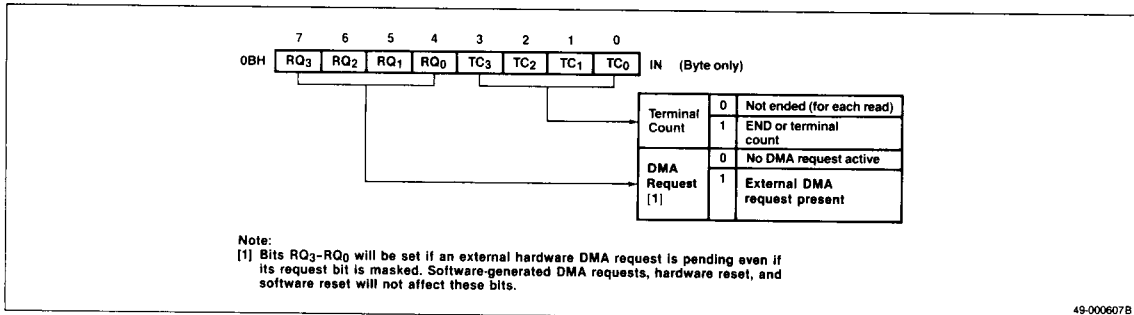 7 6 5 4 3 2 1 0
0BH RQ3 RQ2 RQ1 RQ0 TC3 TC2 TC1 TC0 IN (Byte only)
Terminal Count
0 Not ended (for each read)
1 END or terminal count
DMA Request [1]
0 No DMA request active
1 External DMA request present
Note:
[1] Bits RQ3-RQ0 will be set if an external hardware DMA request is pending even if
its request bit is masked. Software-generated DMA requests, hardware reset, and
software reset will not affect these bits.
49-000607B